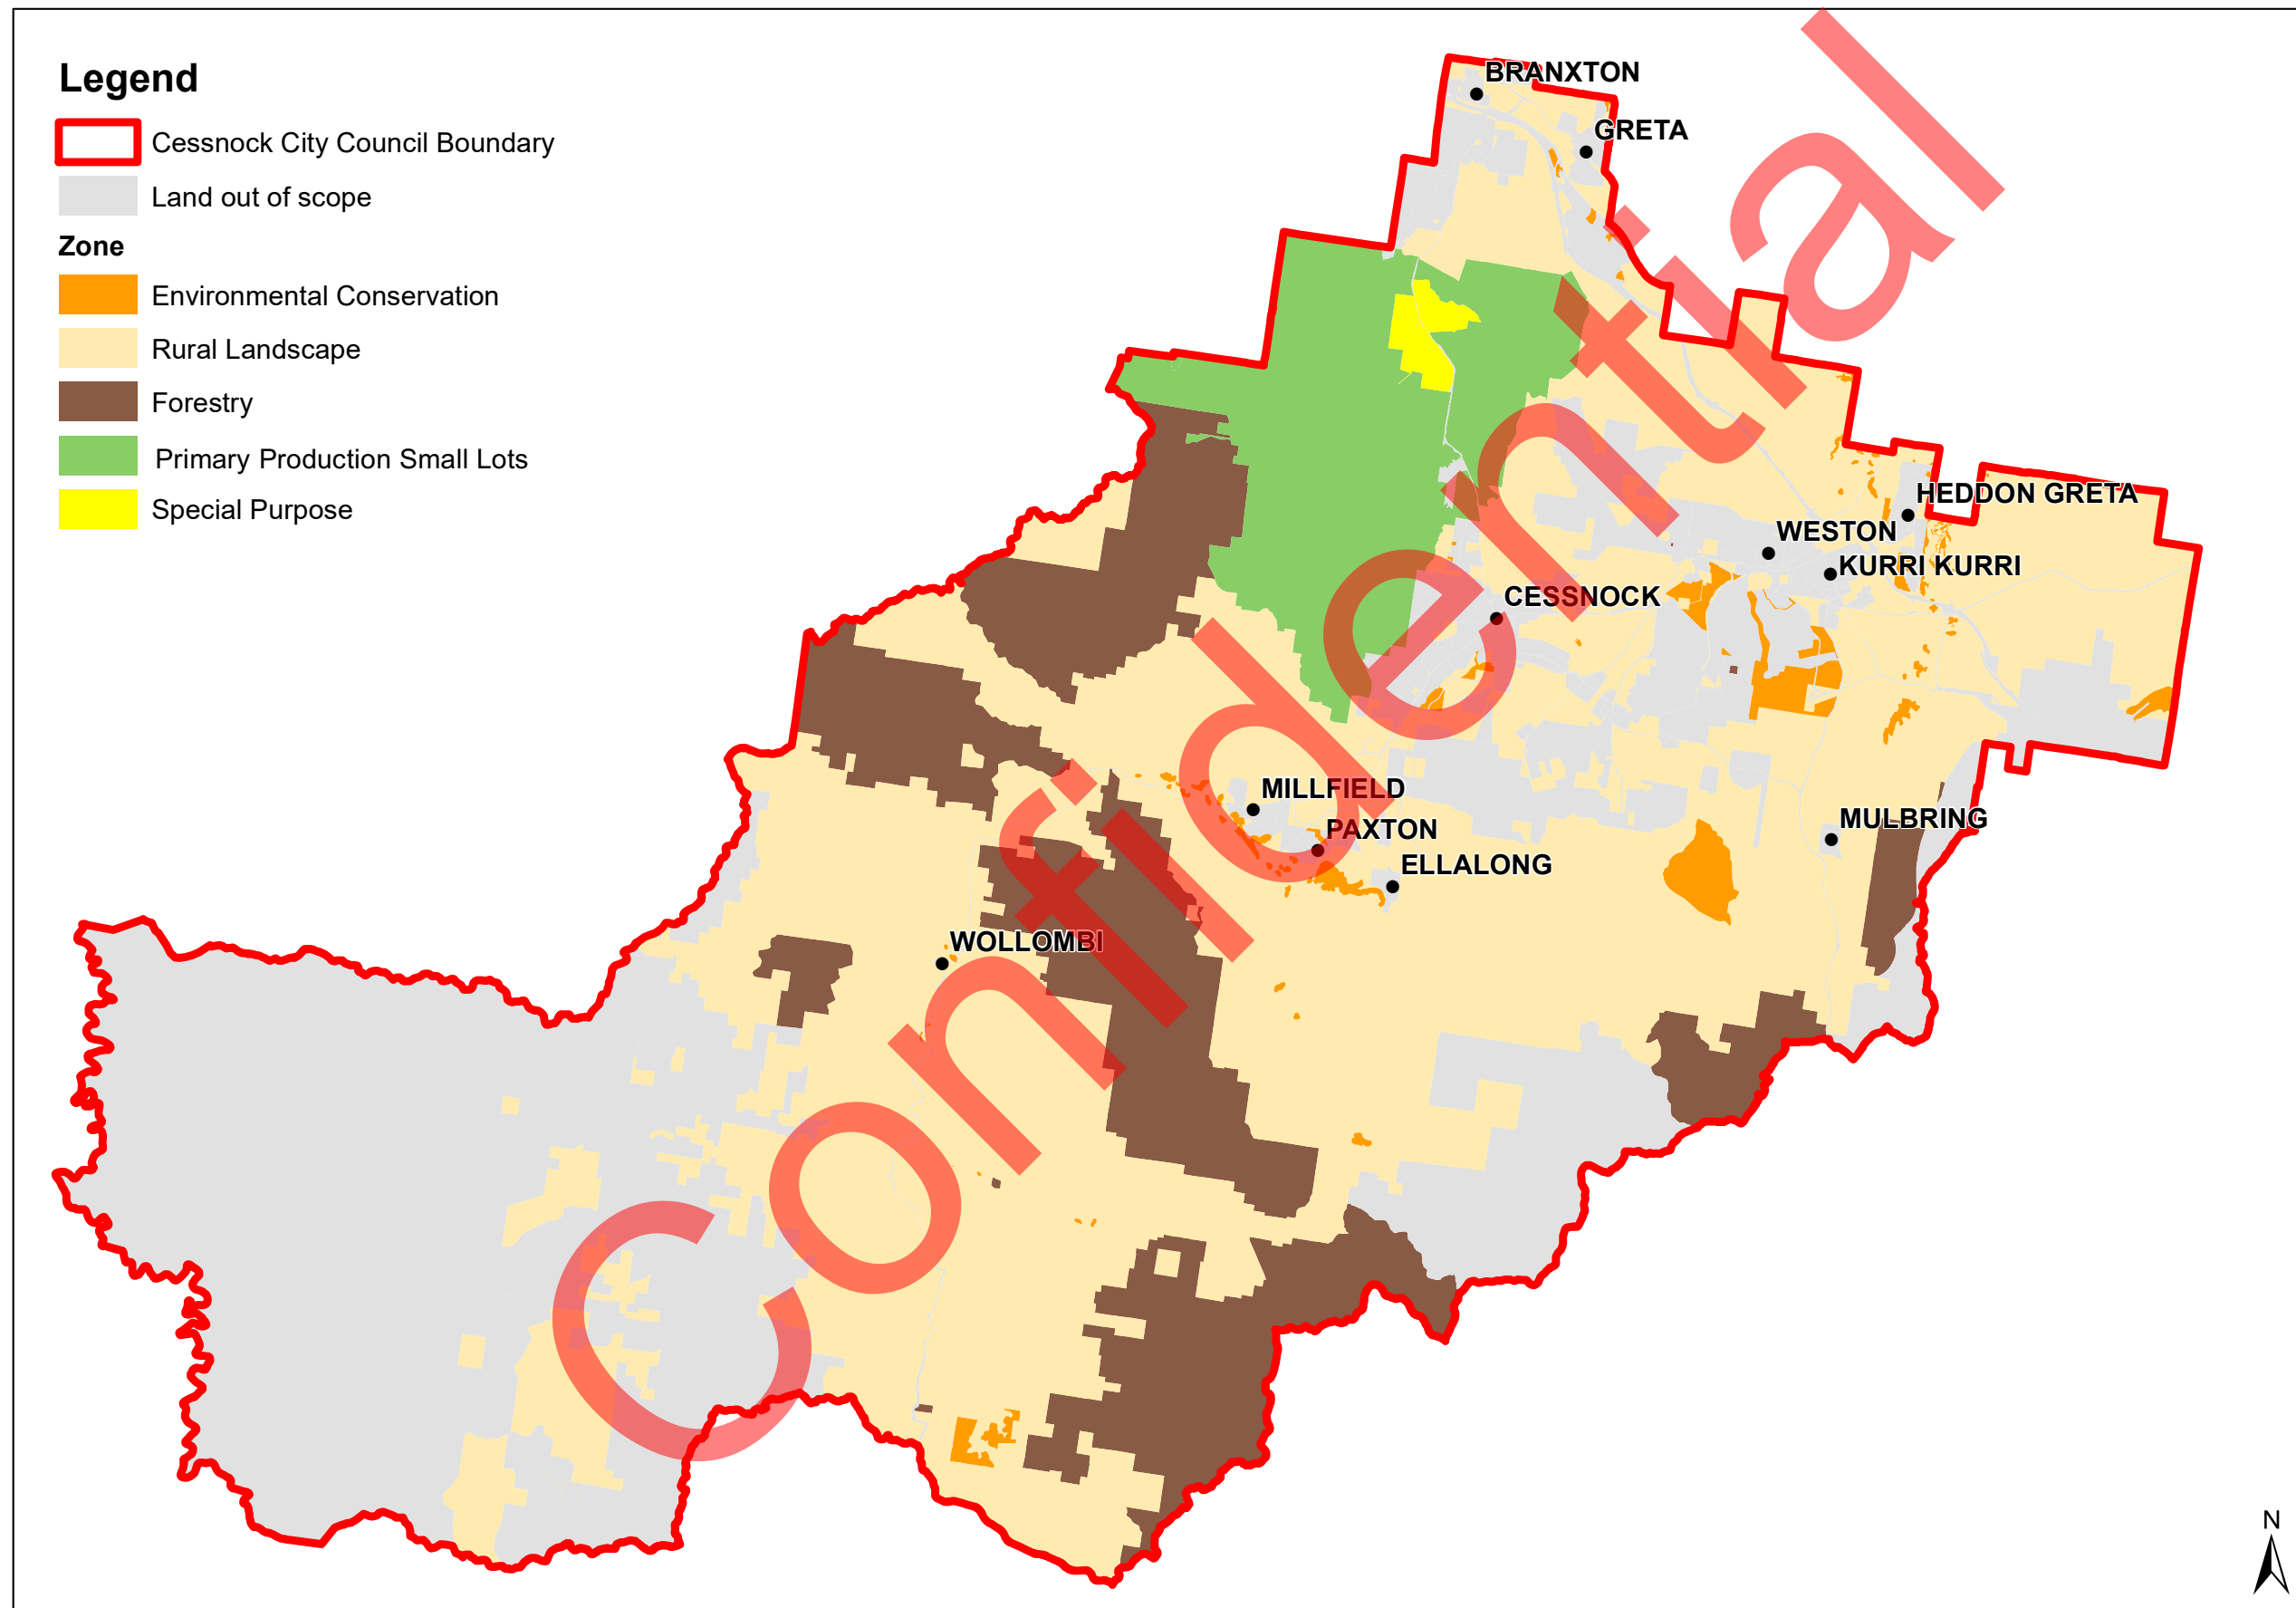 Legend
Cessnock City Council Boundary
Land out of scope
Zone
Environmental Conservation
Rural Landscape
Forestry
Primary Production Small Lots
Special Purpose
BRANXTON
GRETA
HEDDON GRETA
WESTON
KURRI KURRI
CESSNOCK
MILLFIELD
PAXTON
MULBRING
ELLALONG
WOLLOMBI
Confidential
N